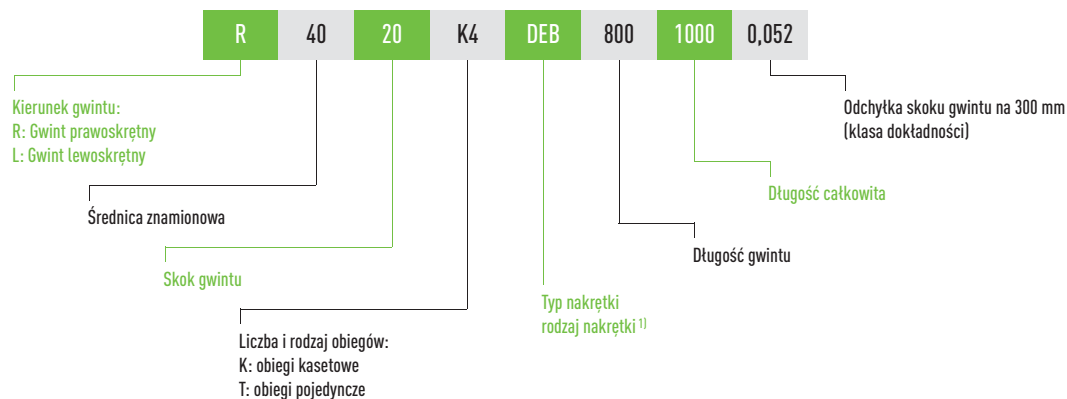 R 40 20 K4 DEB 800 1000 0,052
Kierunek gwintu:
R: Gwint prawoskrętny
L: Gwint lewoskrętny
Odchyłka skoku gwintu na 300 mm
(klasa dokładności)
Długość całkowita
Średnica znamionowa
Długość gwintu
Skok gwintu
Typ nakrętki
rodzaj nakrętki 1)
Liczba i rodzaj obiegów:
K: obiegi kasetowe
T: obiegi pojedyncze